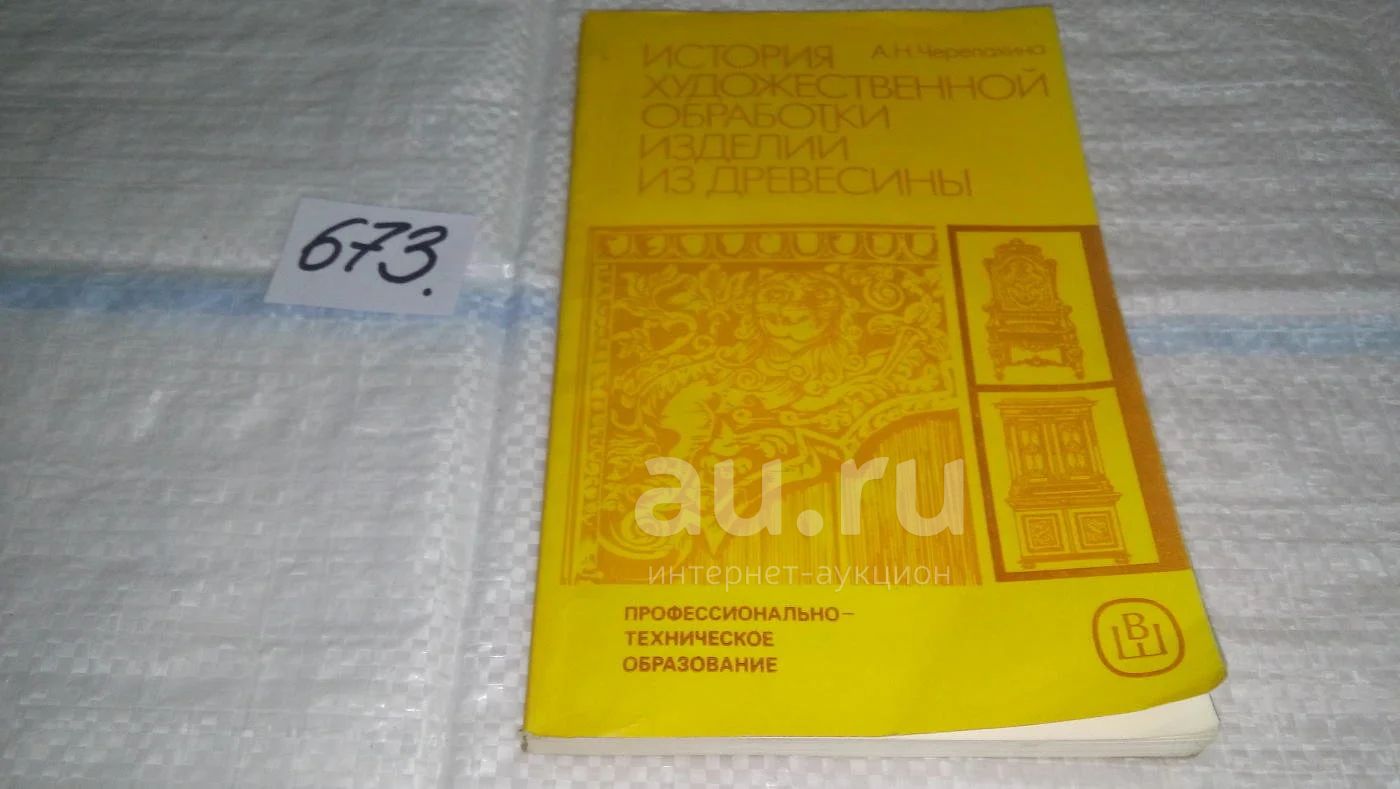 673.
А.Н.Черепахина
ИСТОРИЯ
ХУДОЖЕСТВЕННОЙ
ОБРАБОТКИ
ИЗДЕЛИЙ
ИЗ ДРЕВЕСИНЫ
au.ru
интернет-аукцион
ПРОФЕССИОНАЛЬНО-
ТЕХНИЧЕСКОЕ
ОБРАЗОВАНИЕ
ВШ